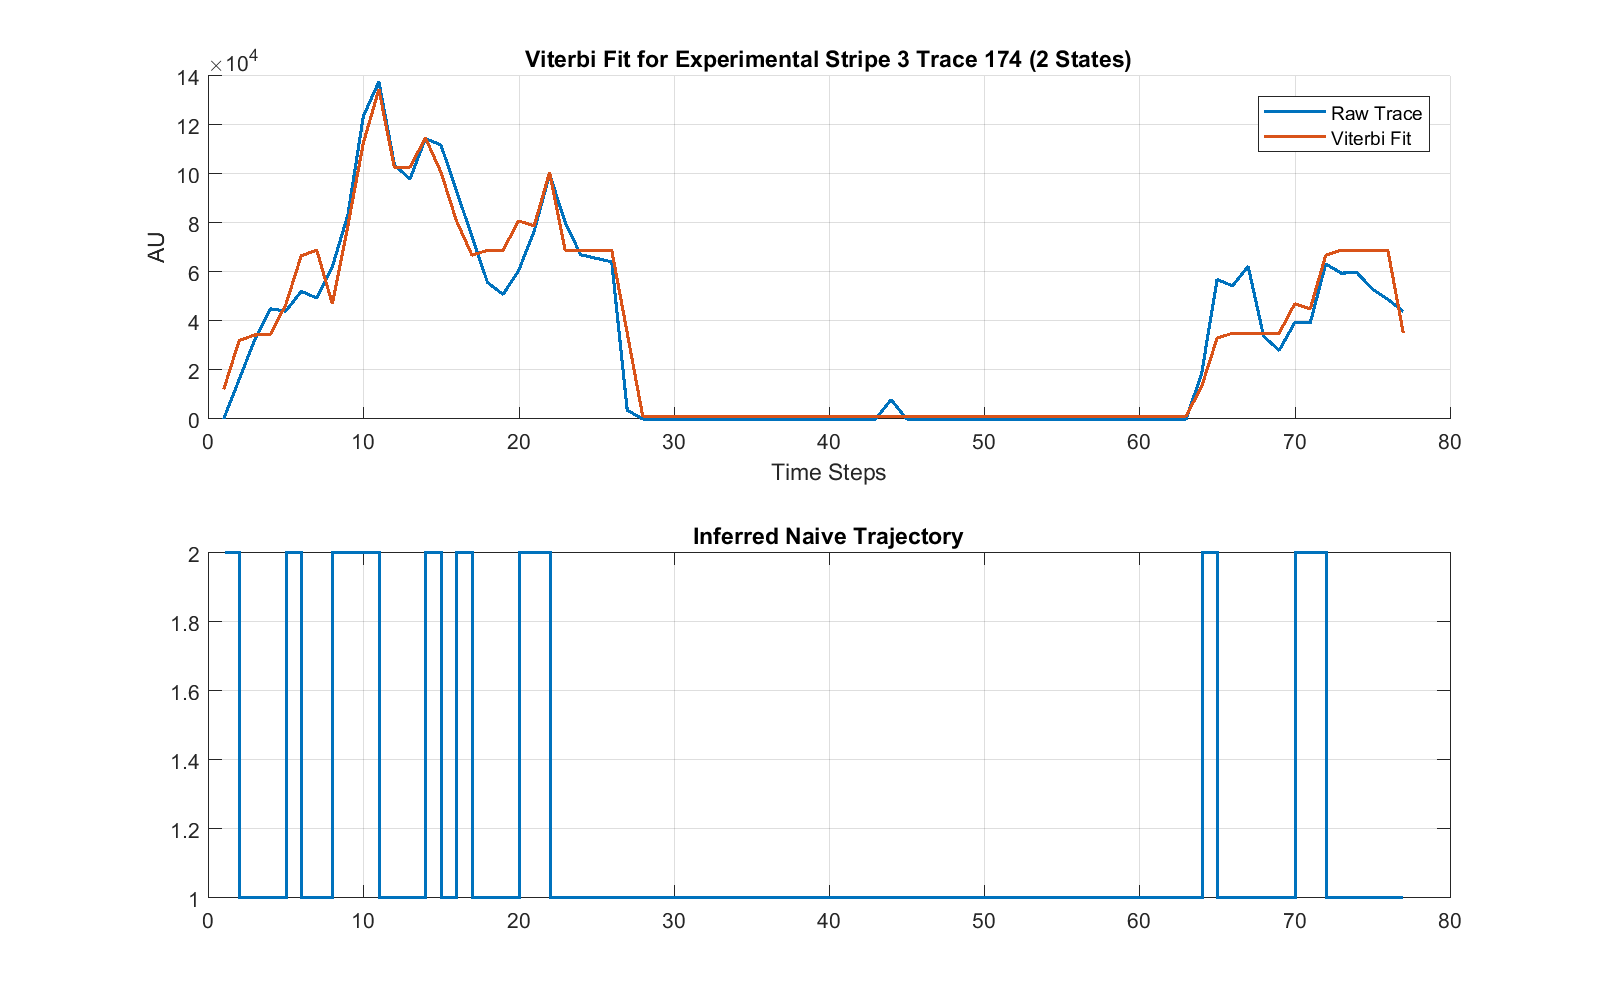 Viterbi Fit for Experimental Stripe 3 Trace 174 (2 States)
×10⁴
14
12
10
8
6
4
2
0
AU
Raw Trace
Viterbi Fit
0 10 20 30 40 50 60 70 80
Time Steps
Inferred Naive Trajectory
2
1.8
1.6
1.4
1.2
1
0 10 20 30 40 50 60 70 80